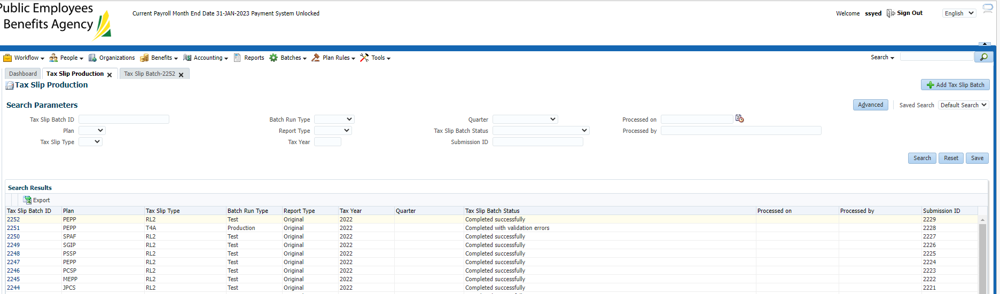 Public Employees
Benefits Agency
Current Payroll Month End Date 31-JAN-2023 Payment System Unlocked
Welcome ssyed Sign Out English
Workflow People Organizations Benefits Accounting Reports Batches Plan Rules Tools Search
Dashboard Tax Slip Production Tax Slip Batch-2252
Tax Slip Production Add Tax Slip Batch
Search Parameters Advanced Saved Search Default Search
Tax Slip Batch ID Batch Run Type Quarter Processed on
Plan Report Type Tax Slip Batch Status Processed by
Tax Slip Type Tax Year Submission ID
Search Reset Save
Search Results
Export
Tax Slip Batch ID Plan Tax Slip Type Batch Run Type Report Type Tax Year Quarter Tax Slip Batch Status Processed on Processed by Submission ID
2252 PEPP RL2 Test Original 2022 Completed successfully 2229
2251 PEPP T4A Production Original 2022 Completed with validation errors 2228
2250 SPAF RL2 Test Original 2022 Completed successfully 2227
2249 SGIP RL2 Test Original 2022 Completed successfully 2226
2248 PSSP RL2 Test Original 2022 Completed successfully 2225
2247 PEPP RL2 Test Original 2022 Completed successfully 2224
2246 PCSP RL2 Test Original 2022 Completed successfully 2223
2245 MEPP RL2 Test Original 2022 Completed successfully 2222
2244 JPCS RL2 Test Original 2022 Completed successfully 2221